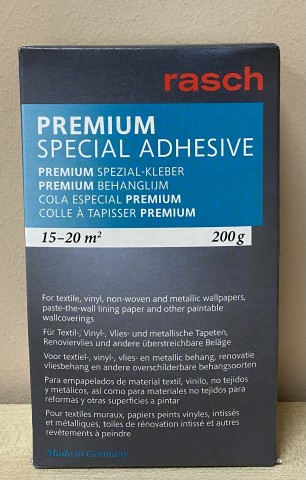 rasch
PREMIUM
SPECIAL ADHESIVE
PREMIUM SPEZIAL-KLEBER
PREMIUM BEHANGLIJM
COLA ESPECIAL PREMIUM
COLLE À TAPISSER PREMIUM
15–20 m² 200 g
For textile, vinyl, non-woven and metallic wallpapers,
paste-the-wall lining paper and other paintable
wallcoverings
Für Textil-, Vinyl-, Vlies- und metallische Tapeten,
Renoviervlies und andere überstreichbare Beläge
Voor textiel-, vinyl-, vlies- en metallic behang, renovatie
vliesbehang en andere overschilderbare behangsoorten
Para empapelados de material textil, vinilo, no tejidos
y metálicos, así como para materiales no tejidos para
reformas y otras superficies a pintar
Pour textiles muraux, papiers peints vinyles, intissés
et métalliques, toiles de rénovation intissé et autres
revêtements à peindre
Made in Germany